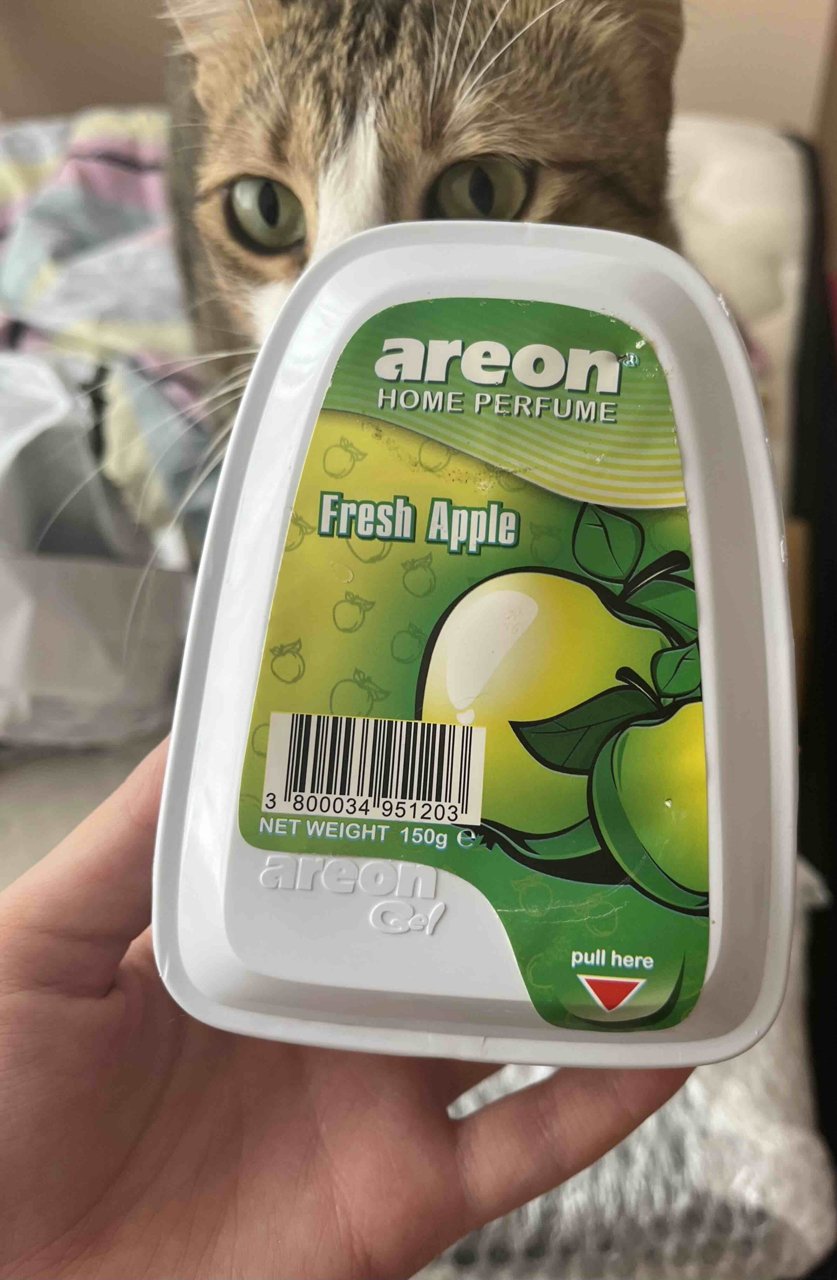 areon®
HOME PERFUME
Fresh Apple
3 800034 951203
NET WEIGHT 150g ℮
areon
Gel
pull here